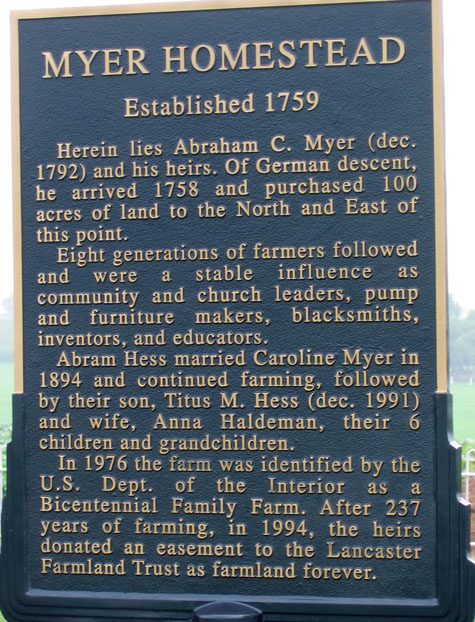 MYER HOMESTEAD
Established 1759
Herein lies Abraham C. Myer (dec.
1792) and his heirs. Of German descent,
he arrived 1758 and purchased 100
acres of land to the North and East of
this point.
Eight generations of farmers followed
and were a stable influence as
community and church leaders, pump
and furniture makers, blacksmiths,
inventors, and educators.
Abram Hess married Caroline Myer in
1894 and continued farming, followed
by their son, Titus M. Hess (dec. 1991)
and wife, Anna Haldeman, their 6
children and grandchildren.
In 1976 the farm was identified by the
U.S. Dept. of the Interior as a
Bicentennial Family Farm. After 237
years of farming, in 1994, the heirs
donated an easement to the Lancaster
Farmland Trust as farmland forever.